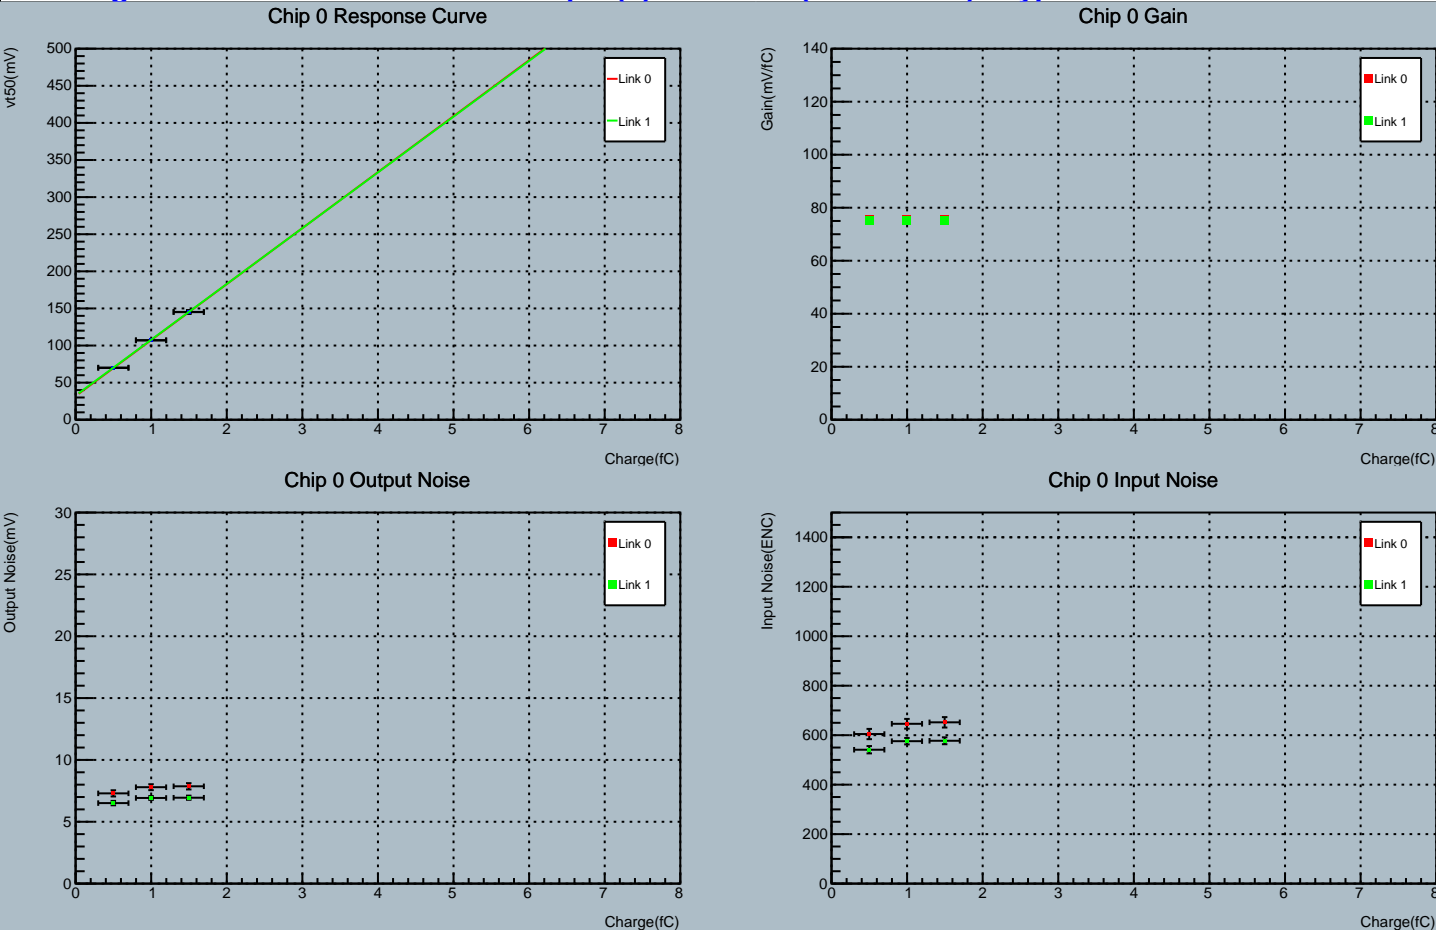 Chip 0 Response Curve
vt50(mV)
500
450
400
350
300
250
200
150
100
50
0
0 1 2 3 4 5 6 7 8
Charge(fC)
Link 0
Link 1
Chip 0 Gain
Gain(mV/fC)
140
120
100
80
60
40
20
0
0 1 2 3 4 5 6 7 8
Charge(fC)
Link 0
Link 1
Chip 0 Output Noise
Output Noise(mV)
30
25
20
15
10
5
0
0 1 2 3 4 5 6 7 8
Charge(fC)
Link 0
Link 1
Chip 0 Input Noise
Input Noise(ENC)
1400
1200
1000
800
600
400
200
0
0 1 2 3 4 5 6 7 8
Charge(fC)
Link 0
Link 1